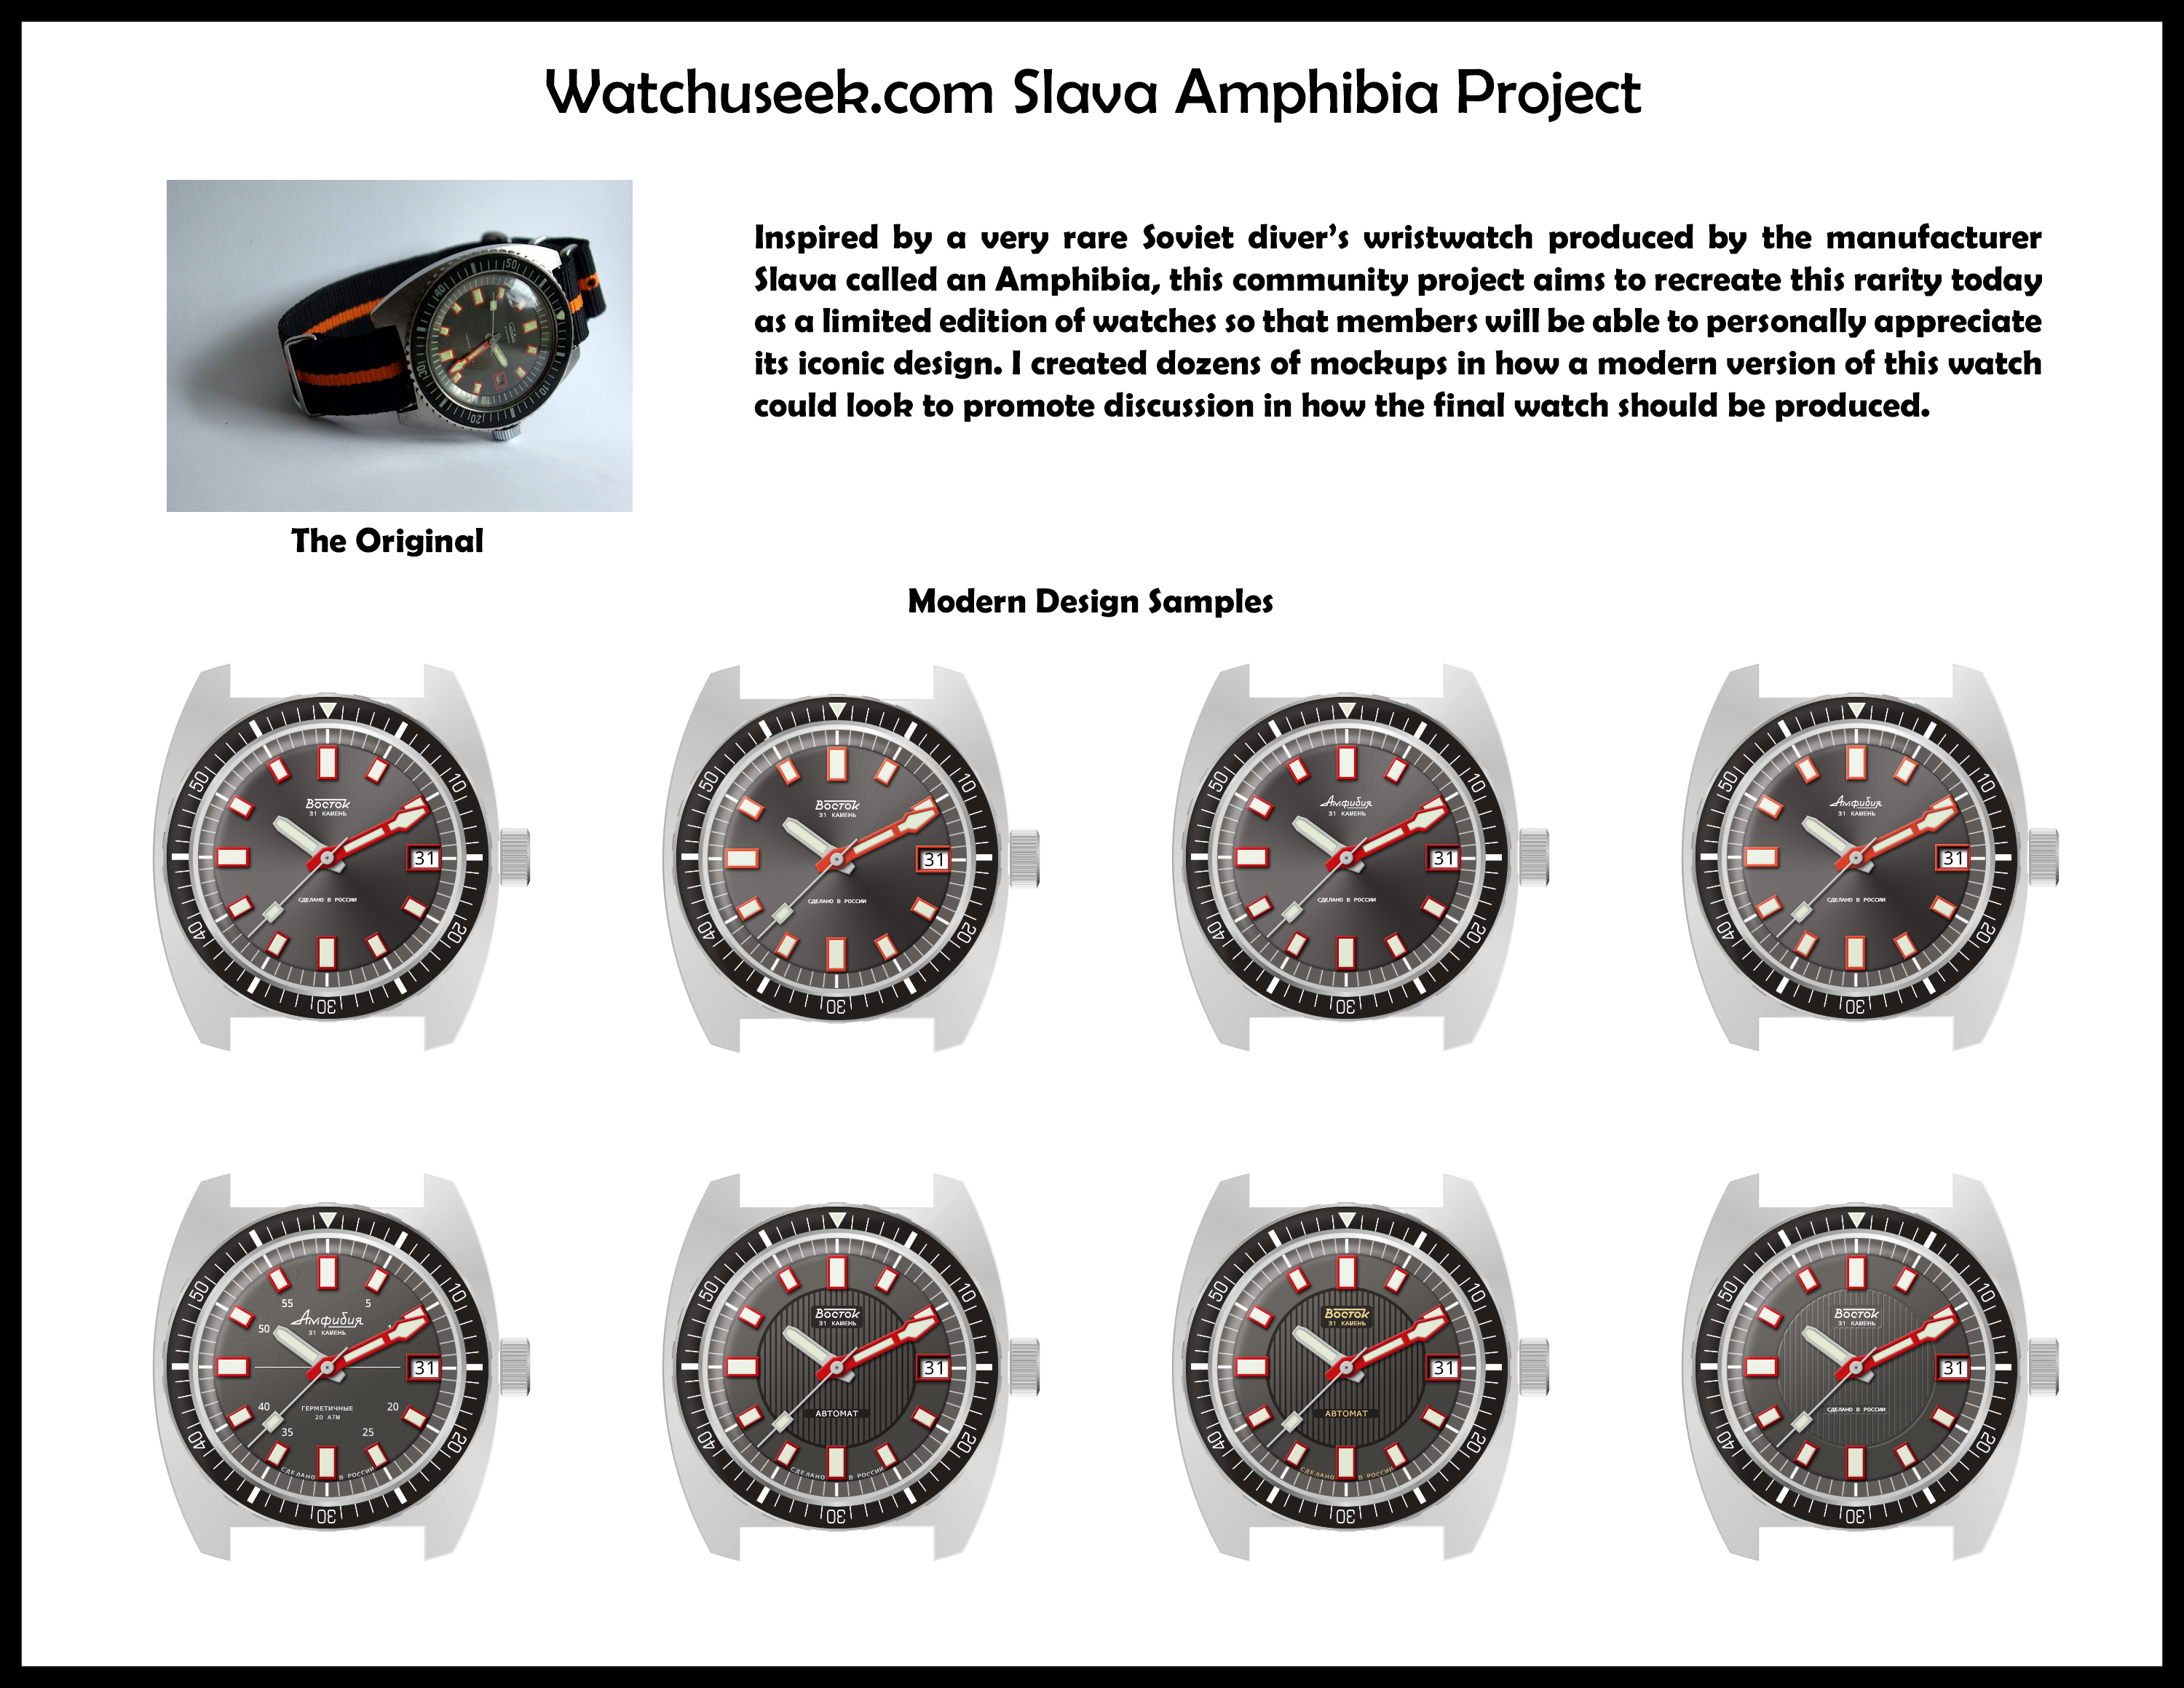 Watchuseek.com Slava Amphibia Project
Inspired by a very rare Soviet diver’s wristwatch produced by the manufacturer
Slava called an Amphibia, this community project aims to recreate this rarity today
as a limited edition of watches so that members will be able to personally appreciate
its iconic design. I created dozens of mockups in how a modern version of this watch
could look to promote discussion in how the final watch should be produced.
50
40
30
20
10
The Original
Modern Design Samples
50
10
Восток
31 КАМЕНЬ
31
СДЕЛАНО В РОССИИ
40
20
30
50
10
Восток
31 КАМЕНЬ
31
СДЕЛАНО В РОССИИ
40
20
30
50
10
Амфибия
31 КАМЕНЬ
31
СДЕЛАНО В РОССИИ
40
20
30
50
10
Амфибия
31 КАМЕНЬ
31
СДЕЛАНО В РОССИИ
40
20
30
50
10
55
5
Амфибия
31 КАМЕНЬ
50
31
40
ГЕРМЕТИЧНЫЕ
20 АТМ
20
35
25
СДЕЛАНО В РОССИИ
40
20
30
50
10
Восток
31 КАМЕНЬ
31
АВТОМАТ
СДЕЛАНО В РОССИИ
40
20
30
50
10
Восток
31 КАМЕНЬ
31
АВТОМАТ
СДЕЛАНО В РОССИИ
40
20
30
50
10
Восток
31 КАМЕНЬ
31
СДЕЛАНО В РОССИИ
40
20
30